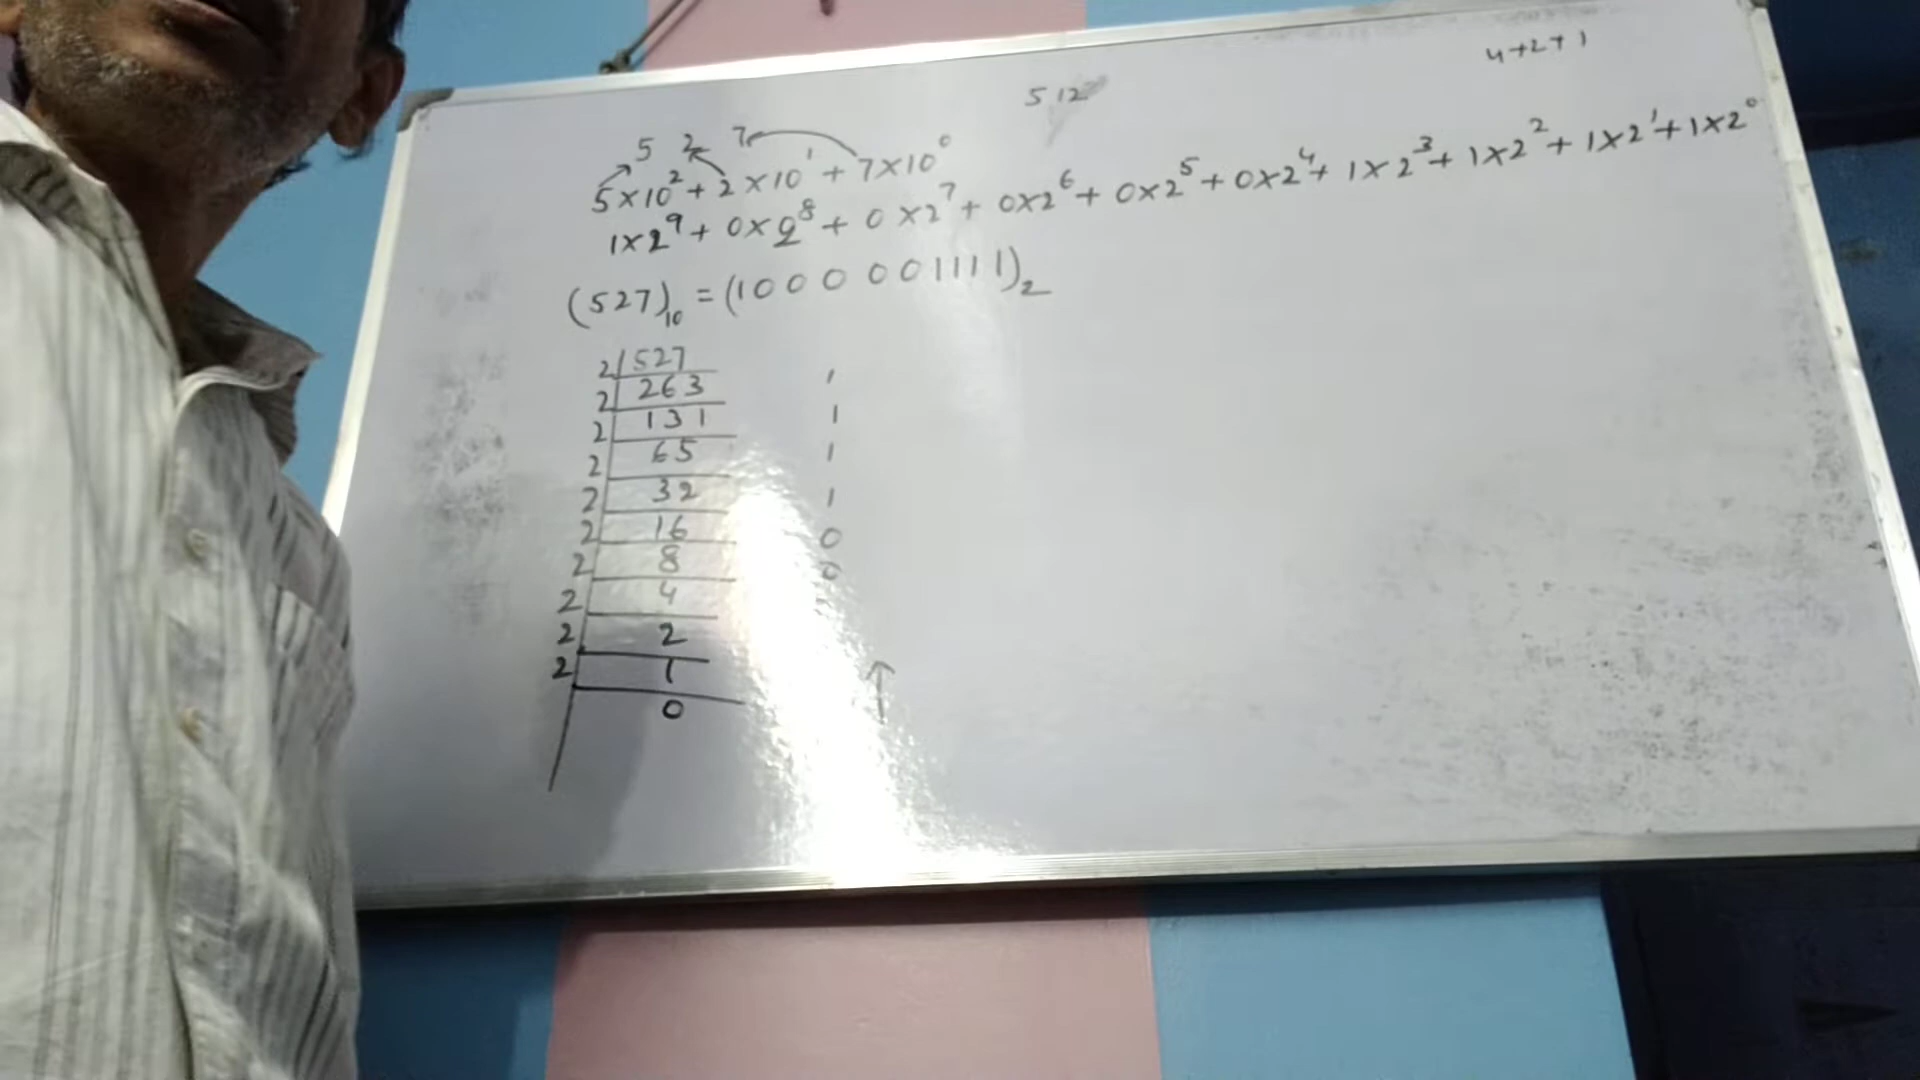 4+2+1
512
5 2 7
5×10² + 2×10¹ + 7×10⁰
1×2⁹ + 0×2⁸ + 0×2⁷ + 0×2⁶ + 0×2⁵ + 0×2⁴ + 1×2³ + 1×2² + 1×2¹ + 1×2⁰
(527)₁₀ = (1000001111)₂
2 527
2 263 1
2 131 1
2 65 1
2 32 1
2 16 0
2 8 0
2 4
2 2
2 1
0